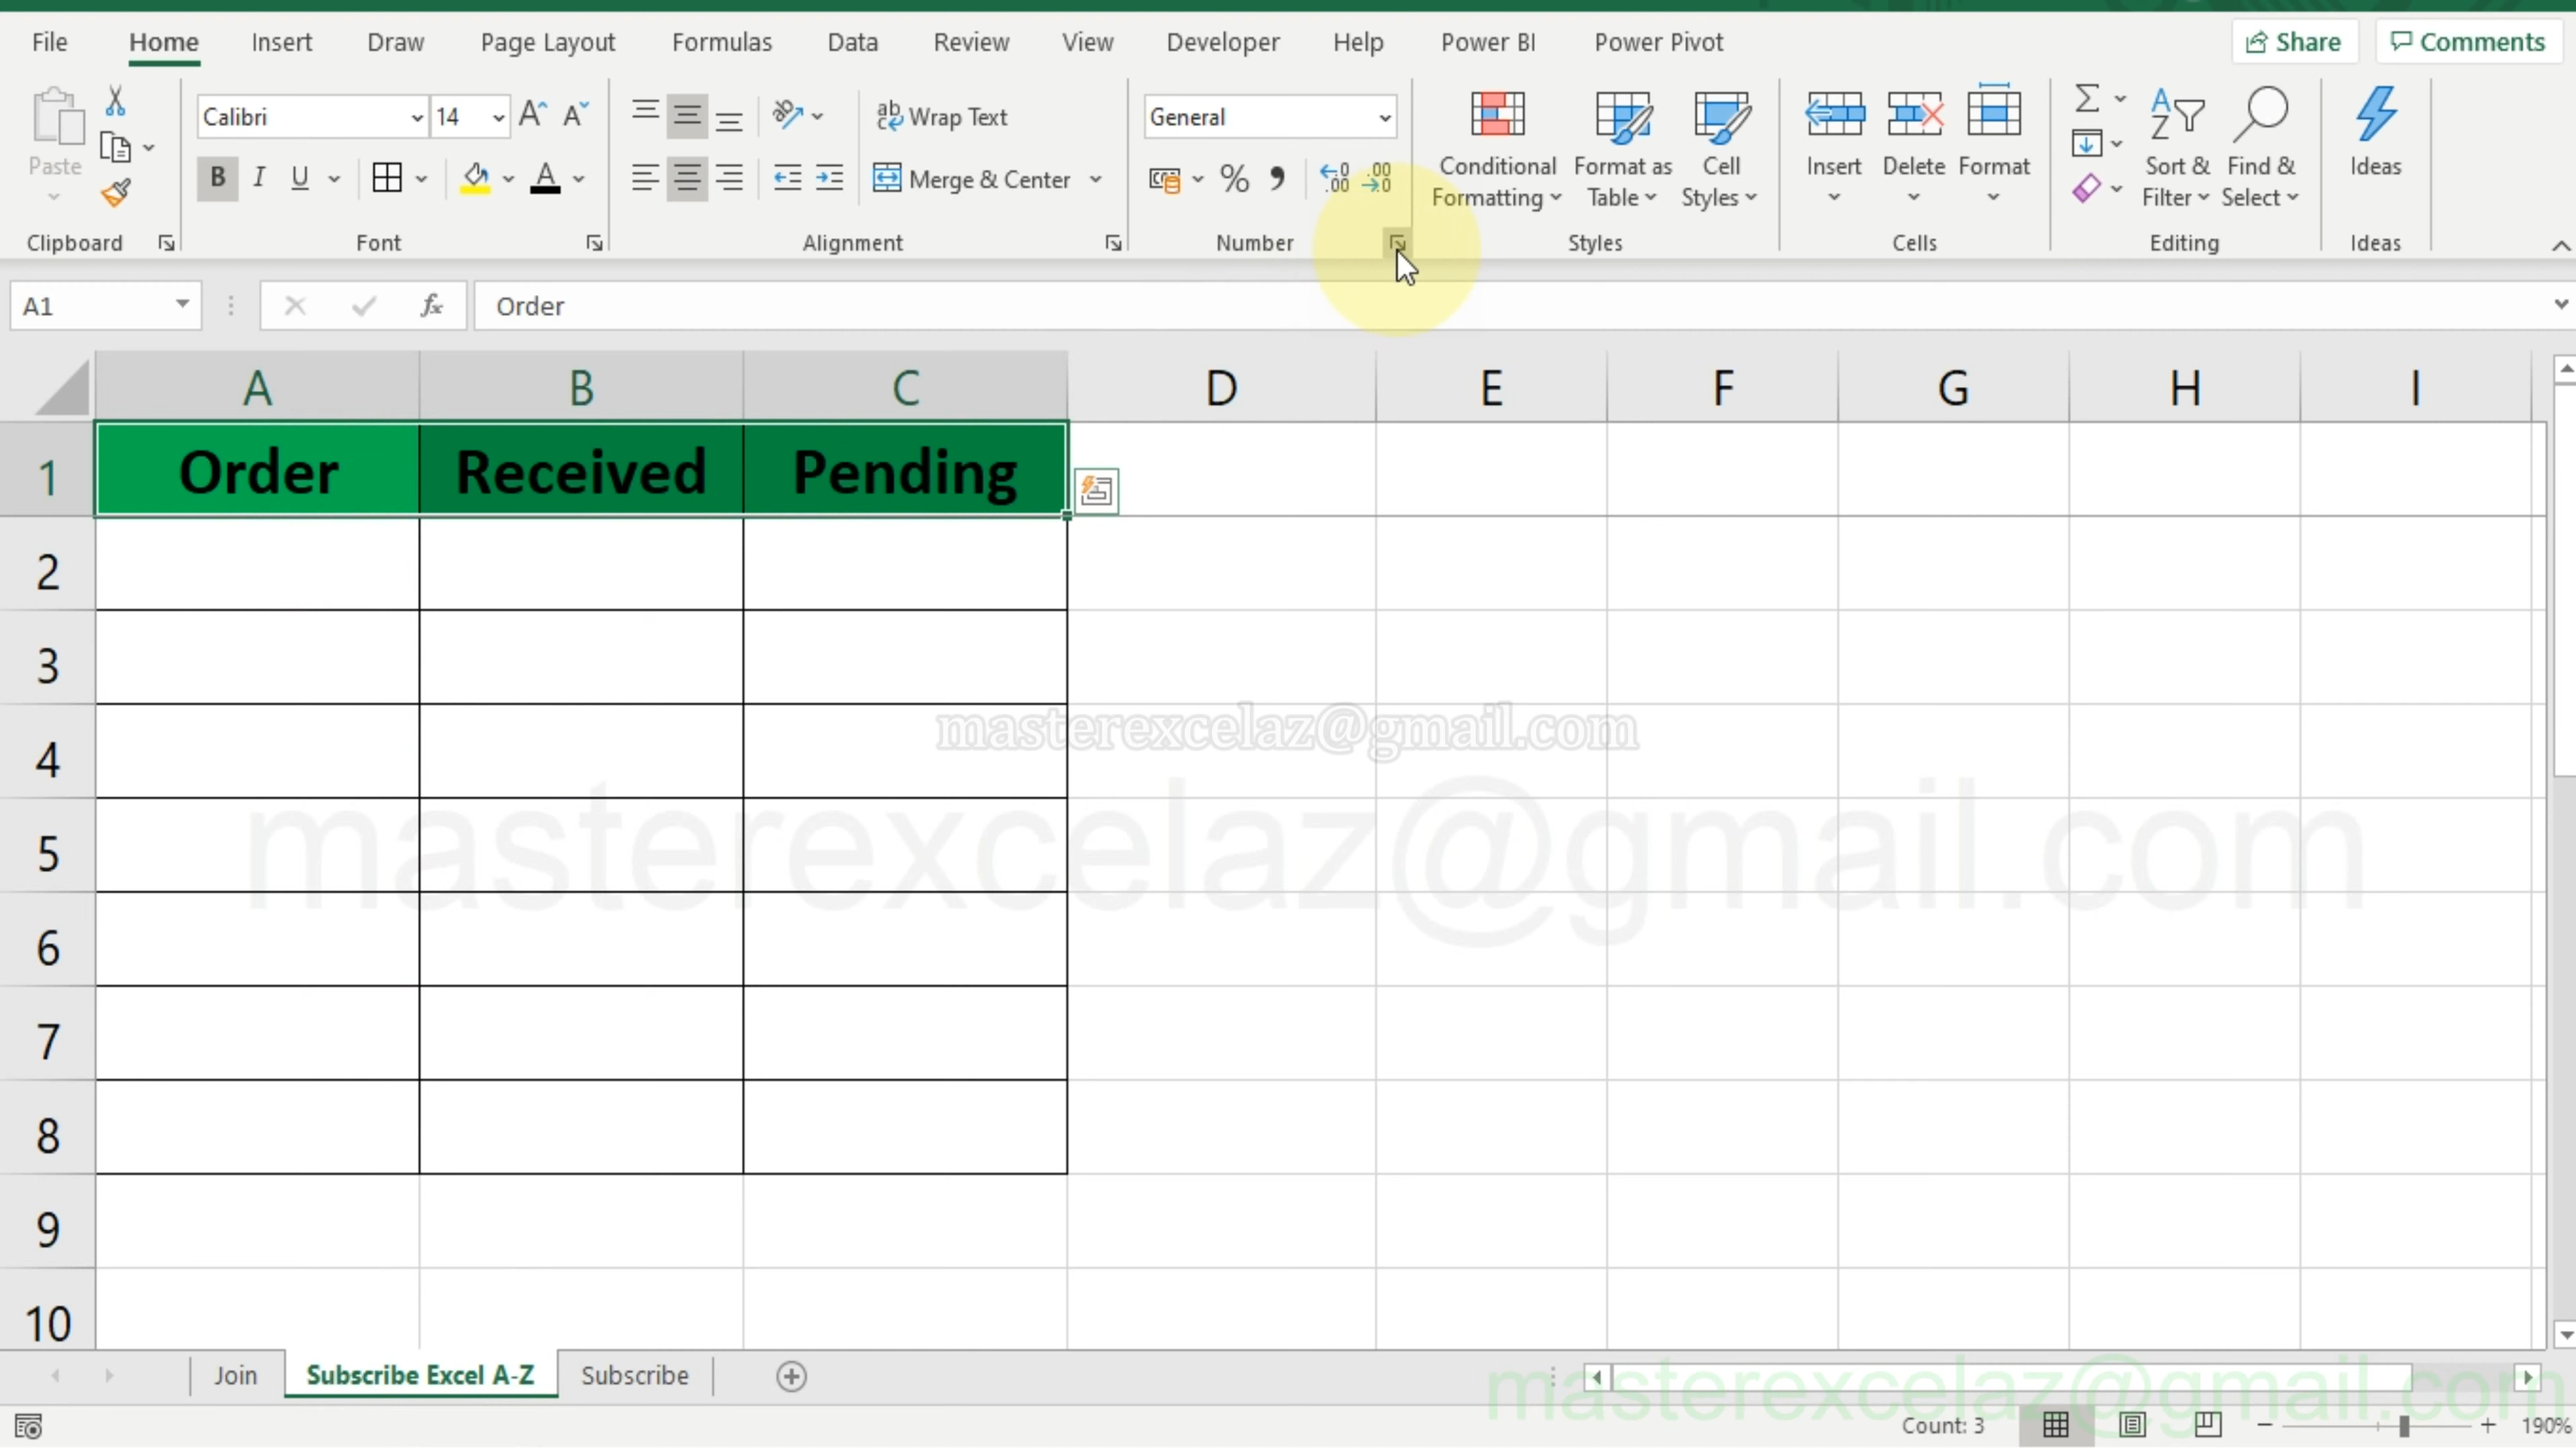 File Home Insert Draw Page Layout Formulas Data Review View Developer Help Power BI Power Pivot Share Comments
Calibri 14 Wrap Text General
Paste B I U Merge & Center Conditional Formatting Format as Table Cell Styles Insert Delete Format Sort & Filter Find & Select Ideas
Clipboard Font Alignment Number Styles Cells Editing Ideas
A1 fx Order
A B C D E F G H I
1 Order Received Pending
2
3
4
masterexcelaz@gmail.com
masterexcelaz@gmail.com
5
6
7
8
9
10
Join Subscribe Excel A-Z Subscribe
masterexcelaz@gmail.com
Count: 3 190%